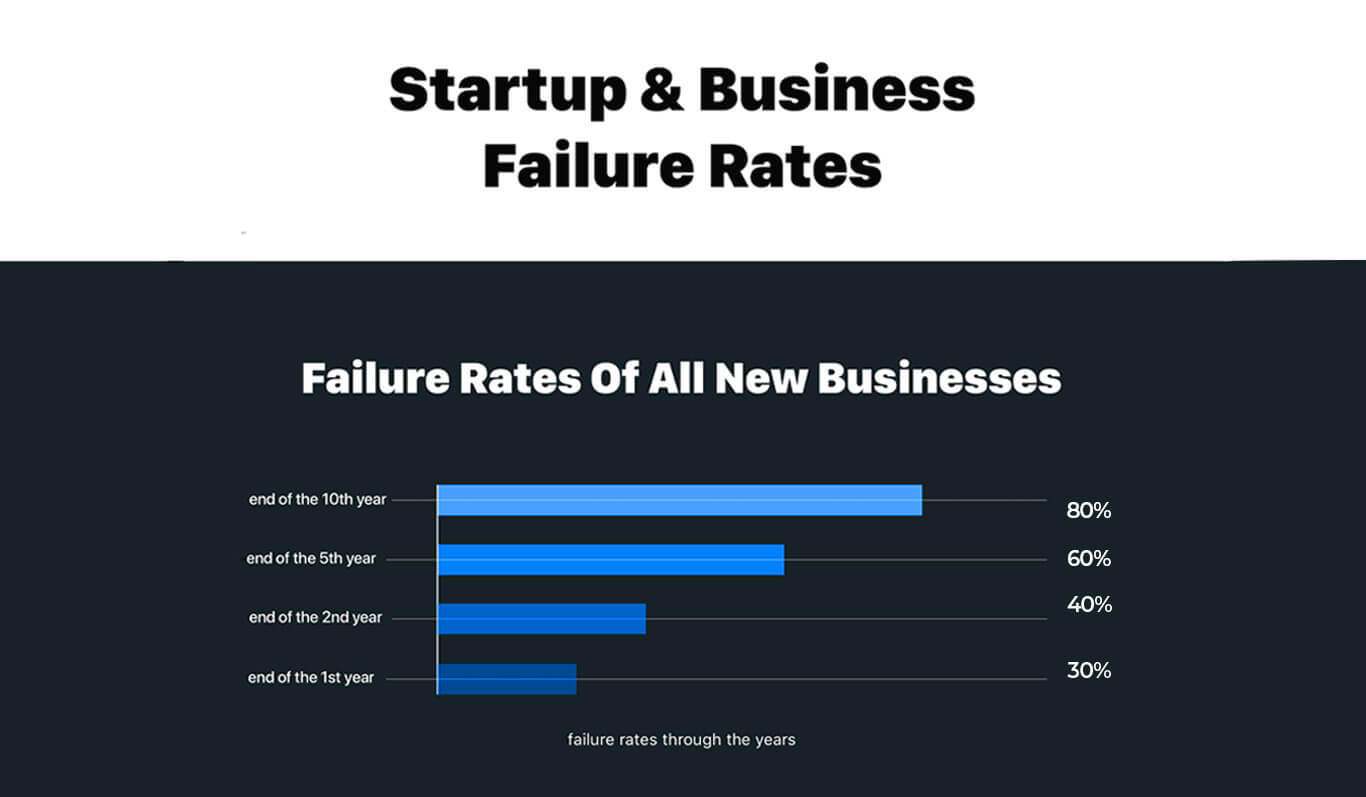 Startup & Business
Failure Rates
Failure Rates Of All New Businesses
end of the 10th year 80%
end of the 5th year 60%
end of the 2nd year 40%
end of the 1st year 30%
failure rates through the years